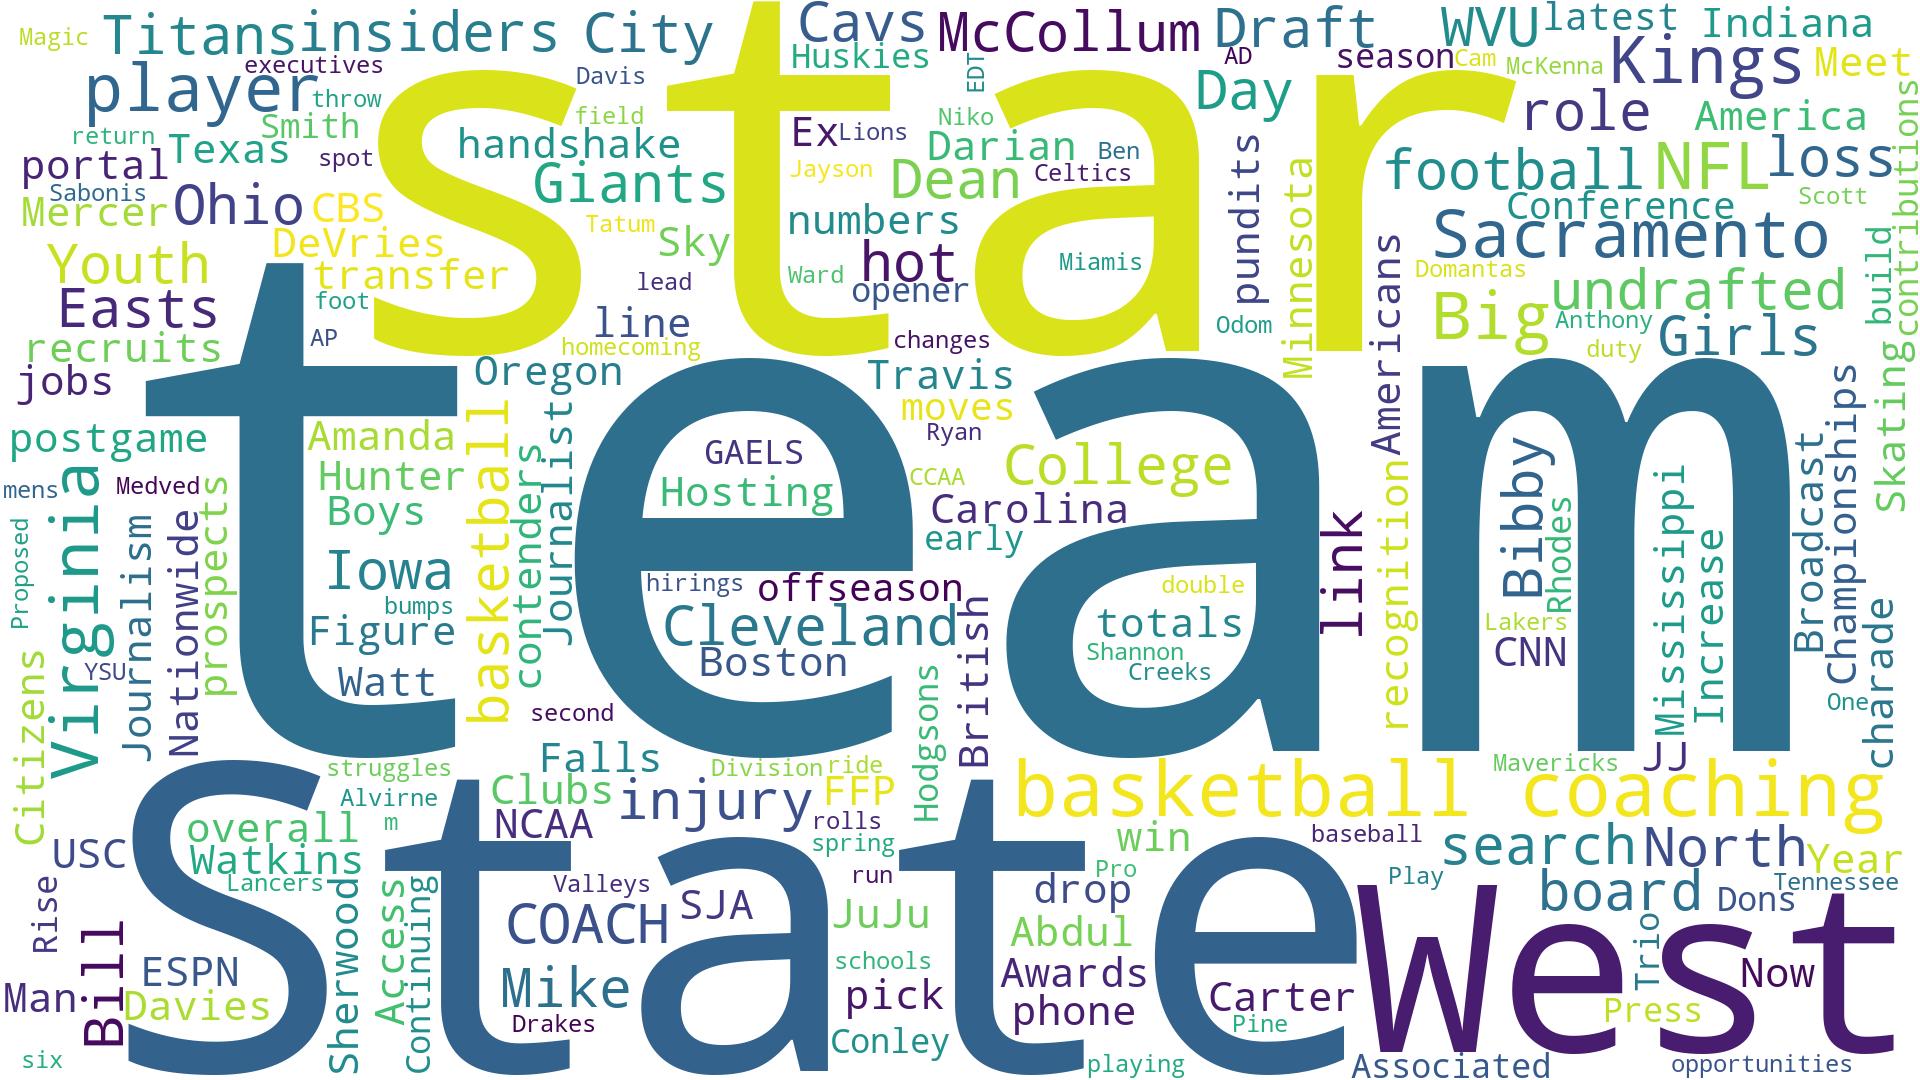 star
team
State
West
Magic
Titans
insiders
City
Cavs
McCollum
Draft
WVU
latest
Indiana
executives
Davis
Huskies
EDT
AD
season
Cam
McKenna
Kings
Meet
player
throw
field
Day
role
America
return
Smith
handshake
Ex
Lions
Niko
Darian
Ben
portal
Texas
spot
Giants
Jayson
Dean
Celtics
pundits
Minnesota
football
NFL
loss
contributions
Sabonis
Mercer
Ohio
CBS
Tatum
numbers
Conference
Scott
Youth
DeVries
Sky
hot
Miamis
Americans
Sacramento
build
transfer
lead
Ward
opener
Domantas
undrafted
Easts
foot
line
Odom
Big
Anthony
Girls
recruits
AP
homecoming
changes
duty
jobs
Oregon
Travis
Skating
Championships
postgame
Amanda
basketball
contenders
Journalist
moves
Ryan
GAELS
College
recognition
Broadcast
mens
Virginia
Medved
Hunter
Hosting
CCAA
Bibby
Mississippi
Boys
Carolina
Rhodes
Proposed
Journalism
Nationwide
prospects
early
link
Increase
Iowa
hirings
offseason
double
bumps
Cleveland
British
totals
Lakers
Figure
Boston
Shannon
CNN
charade
Citizens
YSU
Watt
Creeks
One
second
Hodgsons
struggles
Falls
Division
ride
Mavericks
JJ
Alvirne
Clubs
injury
FFP
basketball
coaching
m
overall
NCAA
rolls
win
baseball
USC
Watkins
spring
search
North
Year
Rise
Lancers
Valleys
run
Pro
Play
Tennessee
Sherwood
Access
Continuing
COACH
SJA
JuJu
drop
board
Dons
Bill
Abdul
Trio
ESPN
schools
Awards
Now
Man
Davies
Mike
pick
phone
Carter
Press
Drakes
Conley
Pine
six
playing
Associated
opportunities